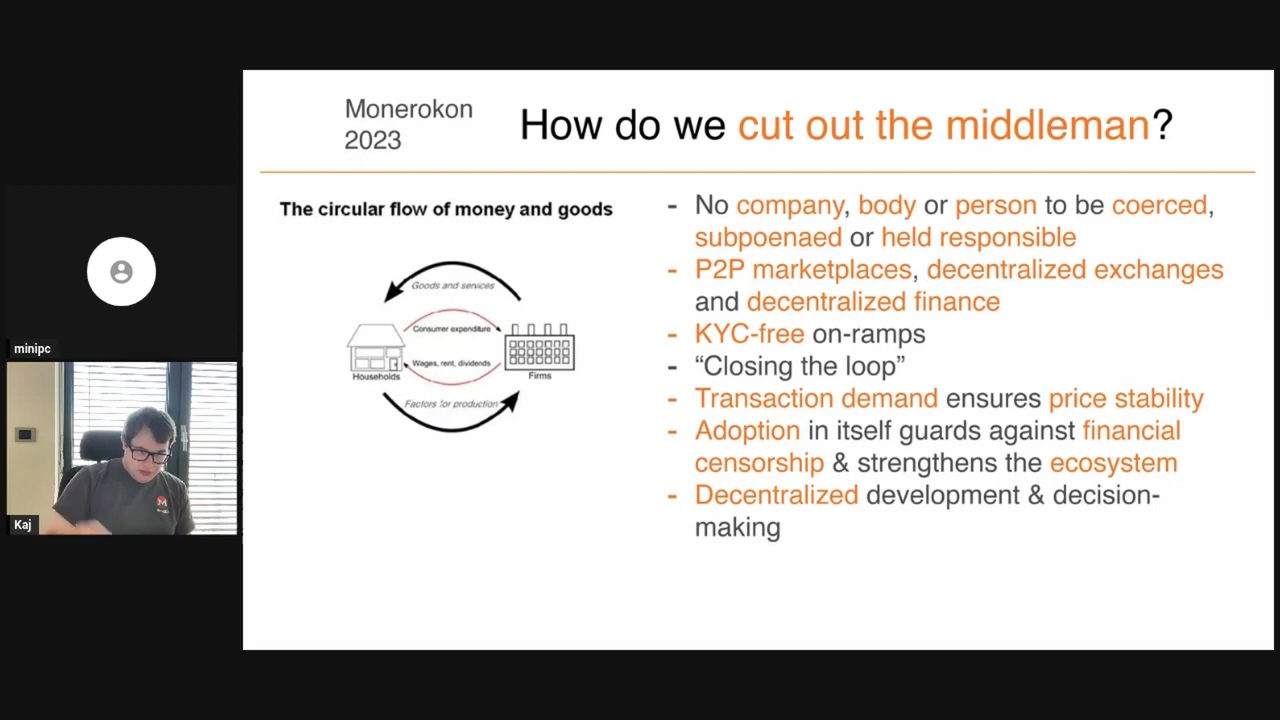 Monerokon
2023
How do we cut out the middleman?
The circular flow of money and goods
Goods and services
Consumer expenditure
Households
Wages, rent, dividends
Firms
Factors for production
- No company, body or person to be coerced,
subpoenaed or held responsible
- P2P marketplaces, decentralized exchanges
and decentralized finance
- KYC-free on-ramps
- “Closing the loop”
- Transaction demand ensures price stability
- Adoption in itself guards against financial
censorship & strengthens the ecosystem
- Decentralized development & decision-
making
minipc
Kaj